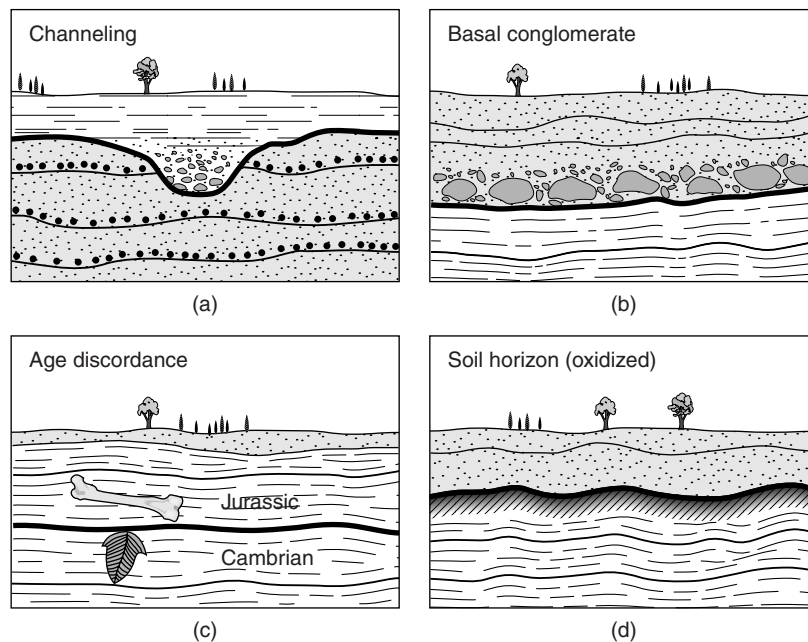 Channeling
(a)
Basal conglomerate
(b)
Age discordance
Jurassic
Cambrian
(c)
Soil horizon (oxidized)
(d)